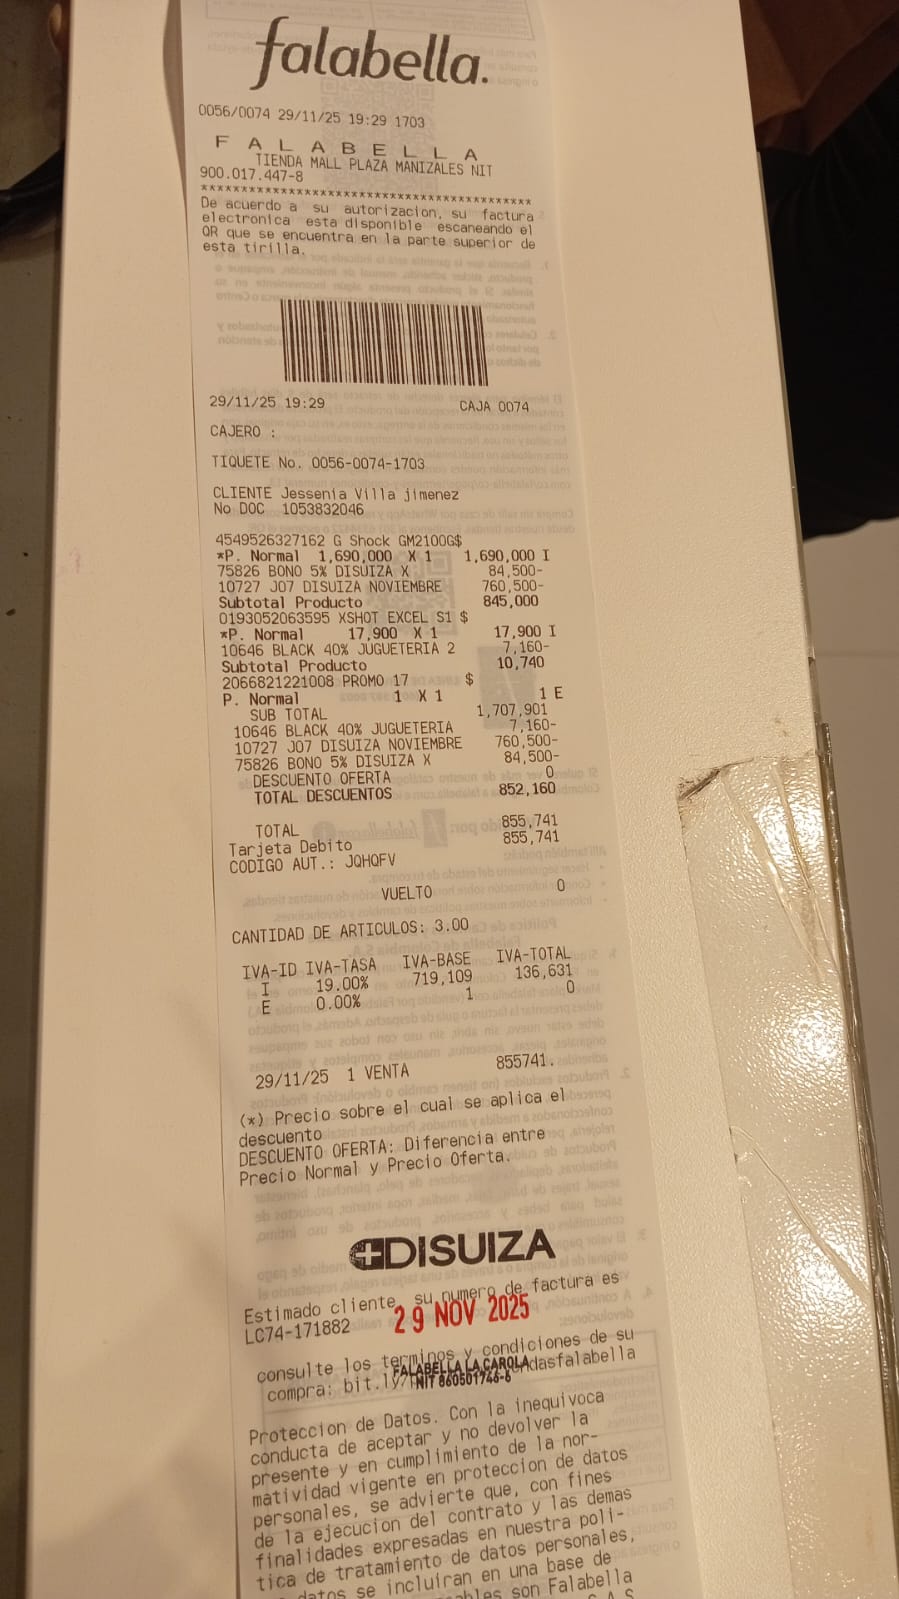 falabella.
0056/0074 29/11/25 19:29 1703
F A L A B E L L A
TIENDA MALL PLAZA MANIZALES NIT
900.017.447-8
******************************************
De acuerdo a su autorizacion, su factura
electronica esta disponible escaneando el
QR que se encuentra en la parte superior de
esta tirilla.
29/11/25 19:29 CAJA 0074
CAJERO :
TIQUETE No. 0056-0074-1703
CLIENTE Jessenia Villa jimenez
No DOC 1053832046
4549526327162 G Shock GM2100G$
*P. Normal 1,690,000 X 1 1,690,000 I
75826 BONO 5% DISUIZA X 84,500-
10727 J07 DISUIZA NOVIEMBRE 760,500-
Subtotal Producto 845,000
0193052063595 XSHOT EXCEL S1 $
*P. Normal 17,900 X 1 17,900 I
10646 BLACK 40% JUGUETERIA 2 7,160-
Subtotal Producto 10,740
2066821221008 PROMO 17 $
P. Normal 1 X 1 1 E
SUB TOTAL 1,707,901
10646 BLACK 40% JUGUETERIA 7,160-
10727 J07 DISUIZA NOVIEMBRE 760,500-
75826 BONO 5% DISUIZA X 84,500-
DESCUENTO OFERTA 0
TOTAL DESCUENTOS 852,160
TOTAL 855,741
Tarjeta Debito 855,741
CODIGO AUT.: JQHQFV
VUELTO 0
CANTIDAD DE ARTICULOS: 3.00
IVA-ID IVA-TASA IVA-BASE IVA-TOTAL
I 19.00% 719,109 136,631
E 0.00% 1 0
29/11/25 1 VENTA 855741.
(*) Precio sobre el cual se aplica el
descuento
DESCUENTO OFERTA: Diferencia entre
Precio Normal y Precio Oferta.
DISUIZA
Estimado cliente, su numero de factura es
LC74-171882
29 NOV 2025
consulte los terminos y condiciones de su
compra: bit.ly/ ndasfalabella
FALABELLA LA CAROLA
NIT 860501746-6
Proteccion de Datos. Con la inequivoca
conducta de aceptar y no devolver la
presente y en cumplimiento de la nor-
matividad vigente en proteccion de datos
personales, se advierte que, con fines
de la ejecucion del contrato y las demas
finalidades expresadas en nuestra poli-
tica de tratamiento de datos personales,
datos se incluiran en una base de
son Falabella